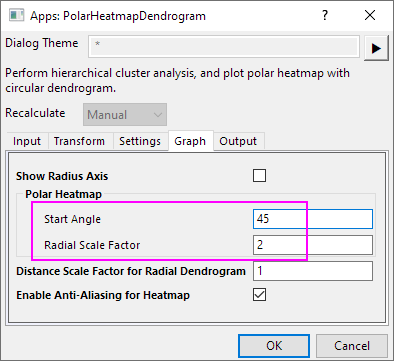 Apps: PolarHeatmapDendrogram
Dialog Theme *
Perform hierarchical cluster analysis, and plot polar heatmap with
circular dendrogram.
Recalculate Manual
Input Transform Settings Graph Output
Show Radius Axis
Polar Heatmap
Start Angle 45
Radial Scale Factor 2
Distance Scale Factor for Radial Dendrogram 1
Enable Anti-Aliasing for Heatmap
OK Cancel